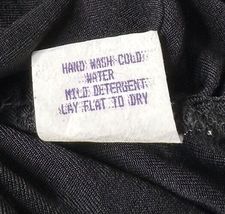 HAND WASH COLD
WATER
MILD DETERGENT
LAY FLAT TO DRY